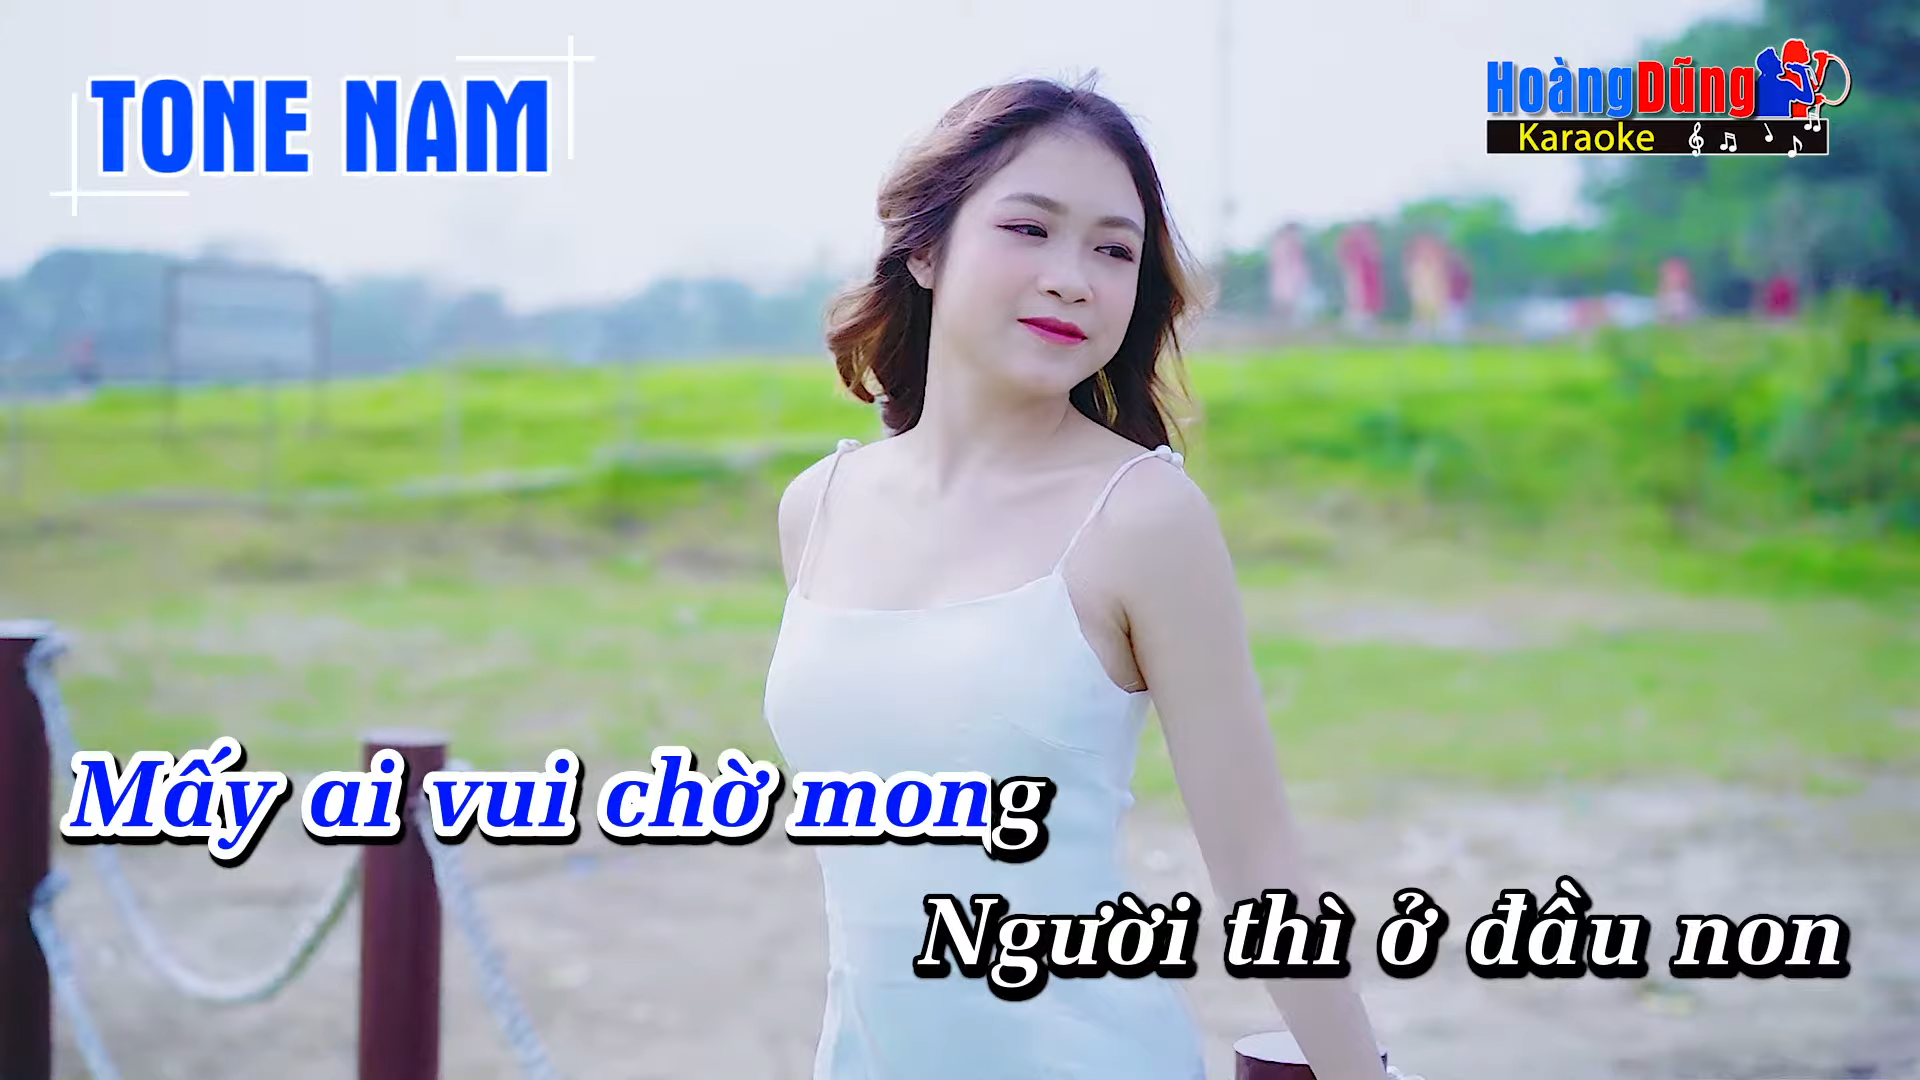 TONE NAM
HoàngDũng
Karaoke
Mấy ai vui chờ mong
Người thì ở đầu non